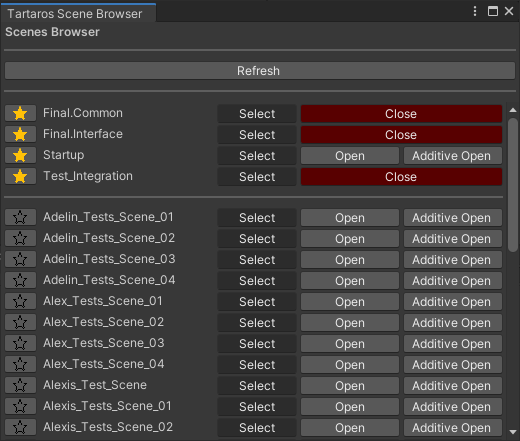 Tartaros Scene Browser
Scenes Browser
Refresh
Final.Common Select Close
Final.Interface Select Close
Startup Select Open Additive Open
Test_Integration Select Close
Adelin_Tests_Scene_01 Select Open Additive Open
Adelin_Tests_Scene_02 Select Open Additive Open
Adelin_Tests_Scene_03 Select Open Additive Open
Adelin_Tests_Scene_04 Select Open Additive Open
Alex_Tests_Scene_01 Select Open Additive Open
Alex_Tests_Scene_02 Select Open Additive Open
Alex_Tests_Scene_03 Select Open Additive Open
Alex_Tests_Scene_04 Select Open Additive Open
Alexis_Test_Scene Select Open Additive Open
Alexis_Tests_Scene_01 Select Open Additive Open
Alexis_Tests_Scene_02 Select Open Additive Open